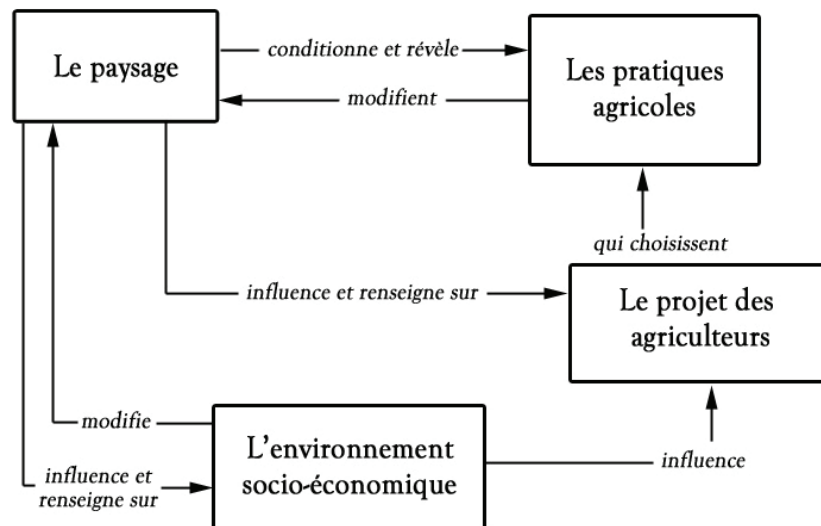 Le paysage
conditionne et révèle
Les pratiques
agricoles
modifient
qui choisissent
influence et renseigne sur
Le projet des
agriculteurs
modifie
L'environnement
socio-économique
influence
influence et
renseigne sur